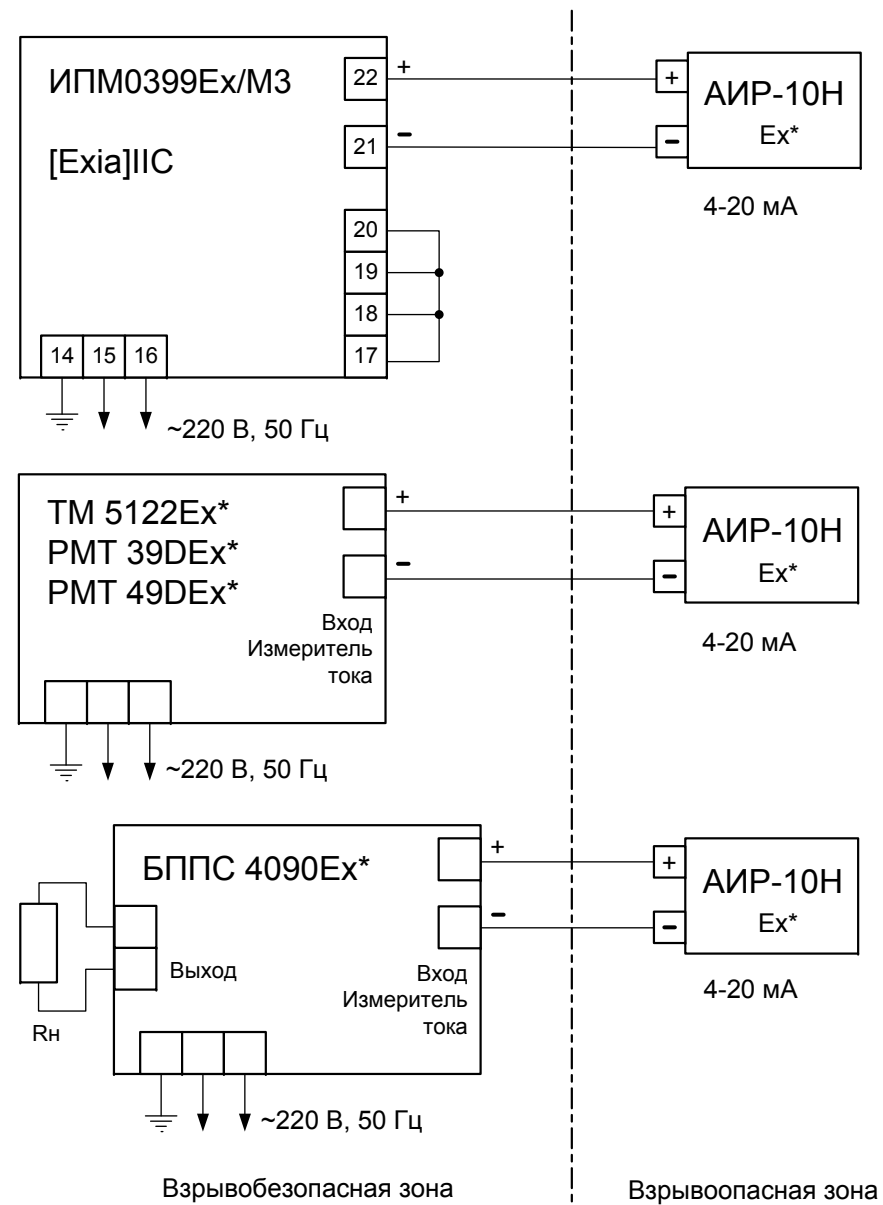 ИПМ0399Ex/М3
[Exia]IIC
22
+
21
-
20
19
18
17
14 15 16
~220 В, 50 Гц
+
-
АИР-10Н
Ex*
4-20 мА
ТМ 5122Ex*
РМТ 39DEx*
РМТ 49DEx*
+
-
Вход
Измеритель
тока
~220 В, 50 Гц
+
-
АИР-10Н
Ex*
4-20 мА
БППС 4090Ex*
+
-
Выход
Вход
Измеритель
тока
Rн
~220 В, 50 Гц
+
-
АИР-10Н
Ex*
4-20 мА
Взрывобезопасная зона
Взрывоопасная зона